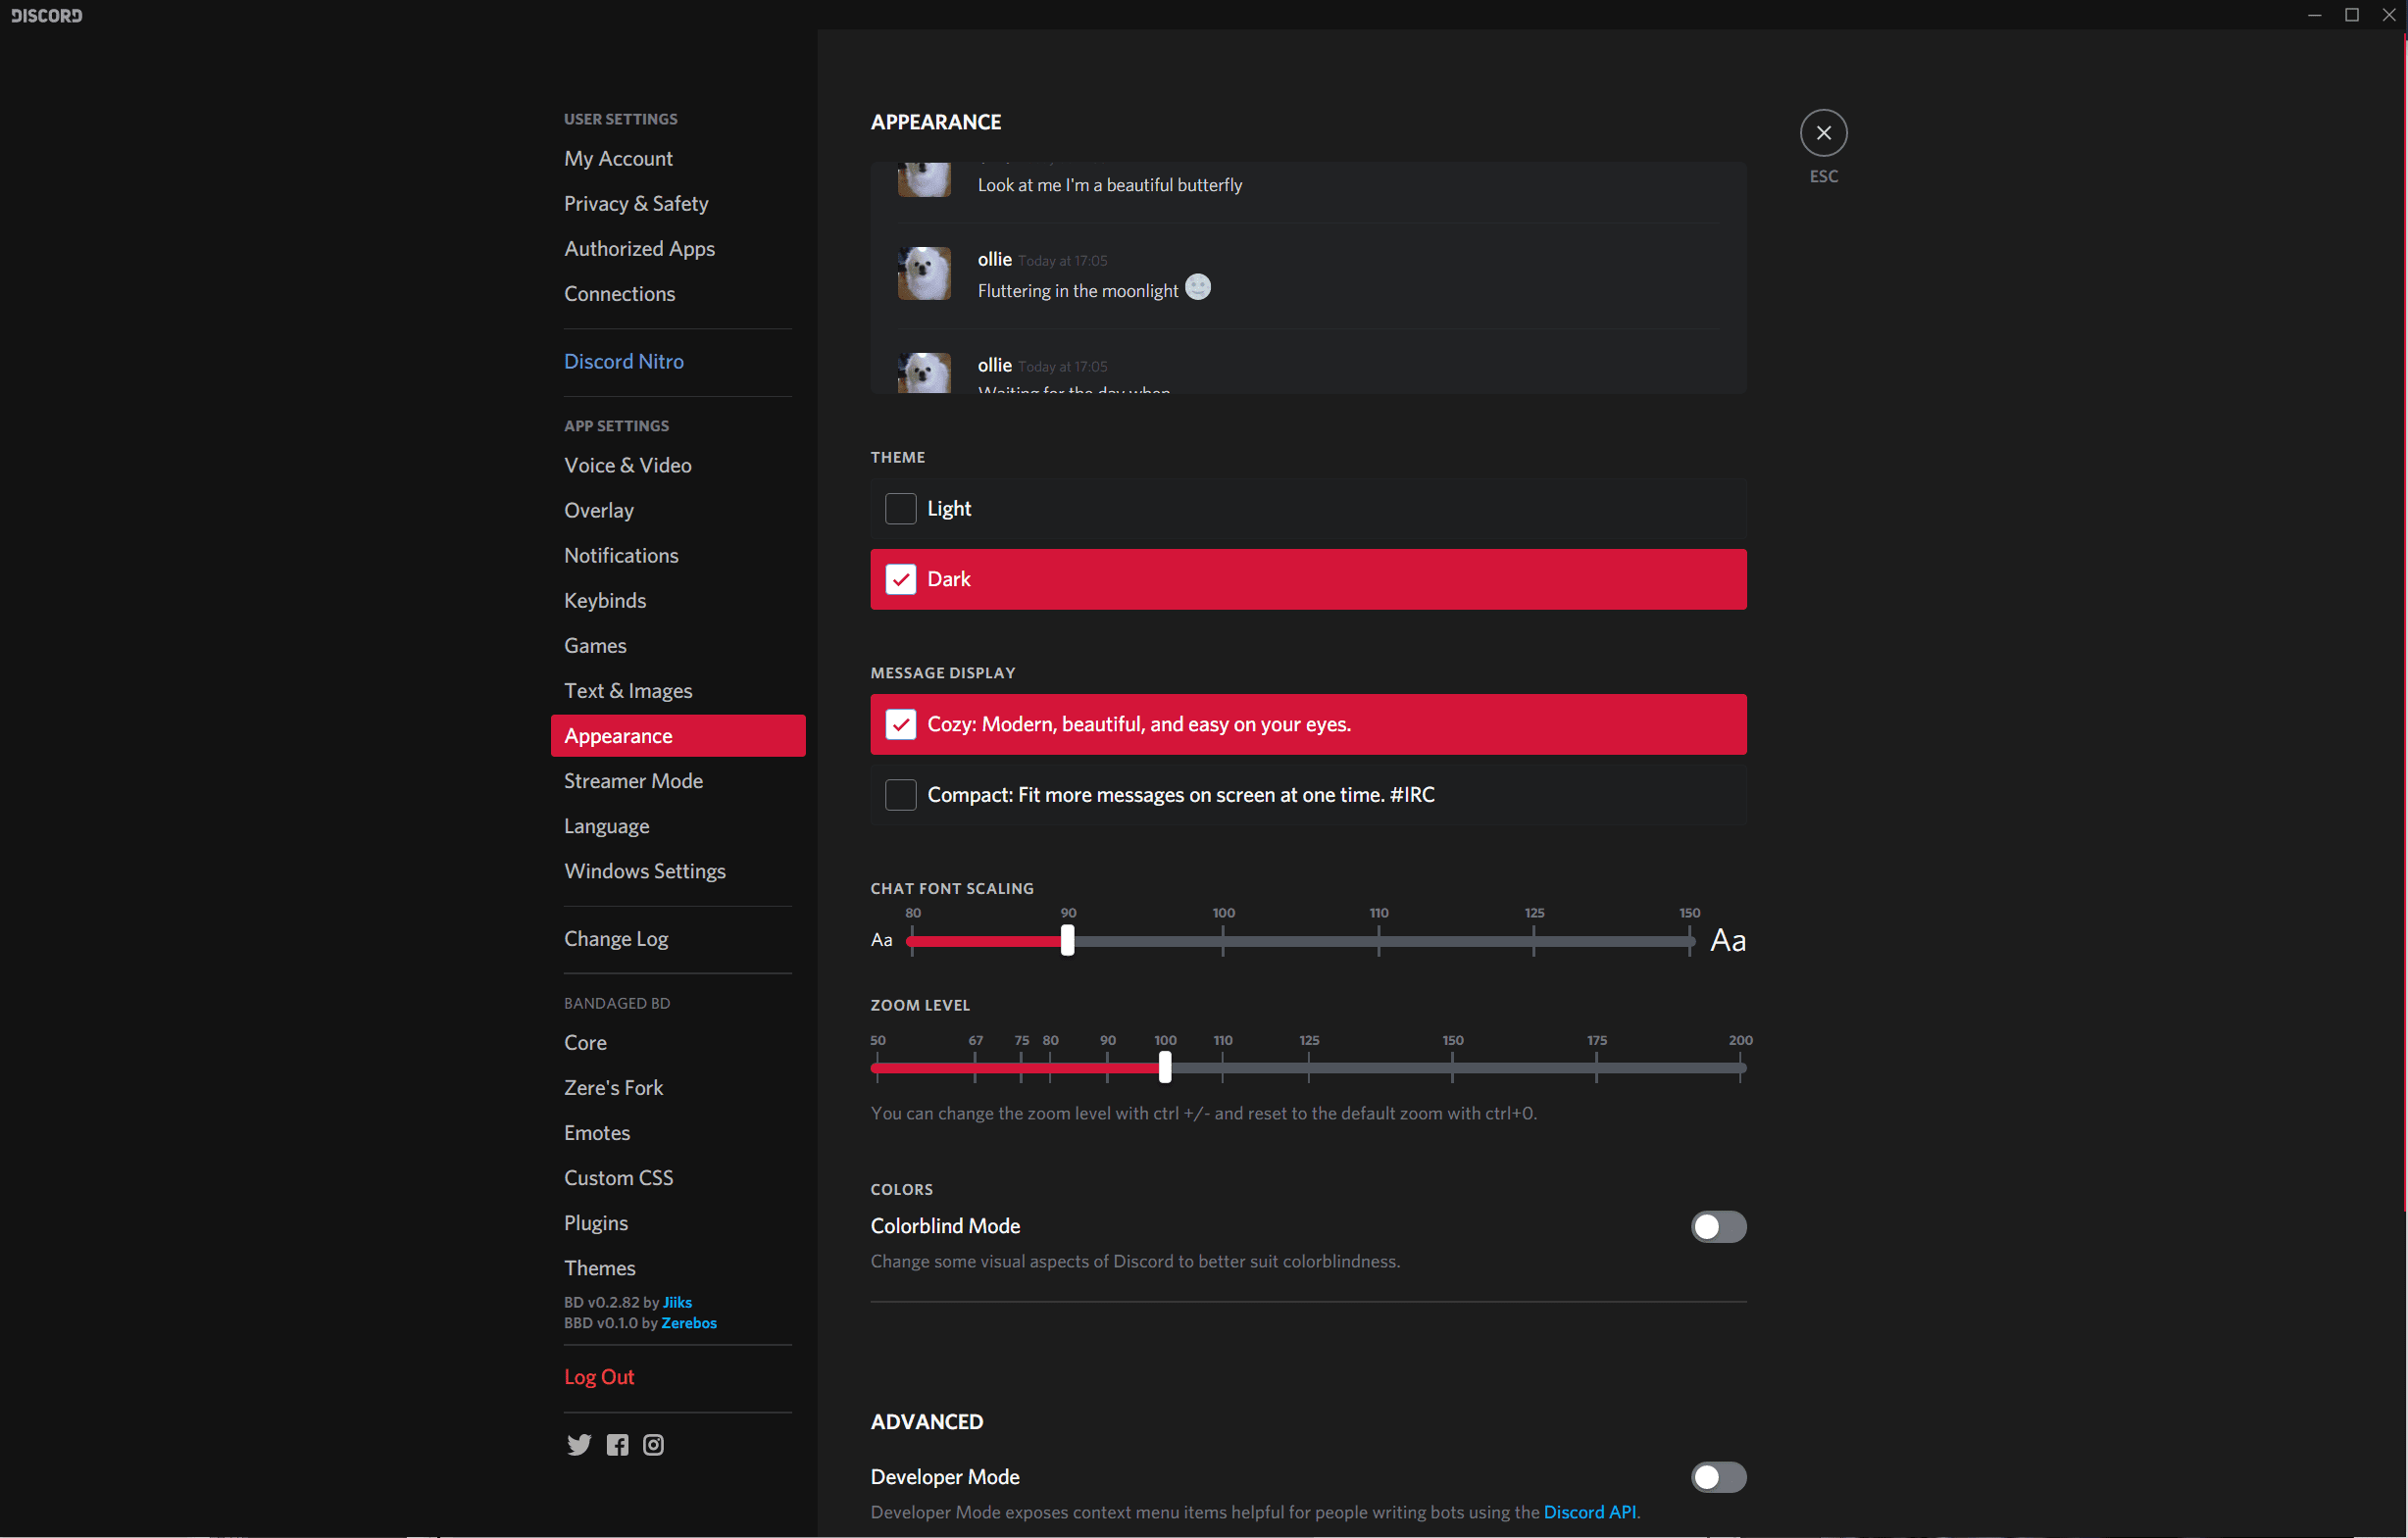 DISCORD
USER SETTINGS
My Account
Privacy & Safety
Authorized Apps
Connections
Discord Nitro
APP SETTINGS
Voice & Video
Overlay
Notifications
Keybinds
Games
Text & Images
Appearance
Streamer Mode
Language
Windows Settings
Change Log
BANDAGED BD
Core
Zere's Fork
Emotes
Custom CSS
Plugins
Themes
BD v0.2.82 by Jiiks
BBD v0.1.0 by Zerebos
Log Out
APPEARANCE
Look at me I'm a beautiful butterfly
ollie Today at 17:05
Fluttering in the moonlight
ollie Today at 17:05
Waiting for the day when
THEME
Light
Dark
MESSAGE DISPLAY
Cozy: Modern, beautiful, and easy on your eyes.
Compact: Fit more messages on screen at one time. #IRC
CHAT FONT SCALING
80 90 100 110 125 150
Aa Aa
ZOOM LEVEL
50 67 75 80 90 100 110 125 150 175 200
You can change the zoom level with ctrl +/- and reset to the default zoom with ctrl+0.
COLORS
Colorblind Mode
Change some visual aspects of Discord to better suit colorblindness.
ADVANCED
Developer Mode
Developer Mode exposes context menu items helpful for people writing bots using the Discord API.
ESC